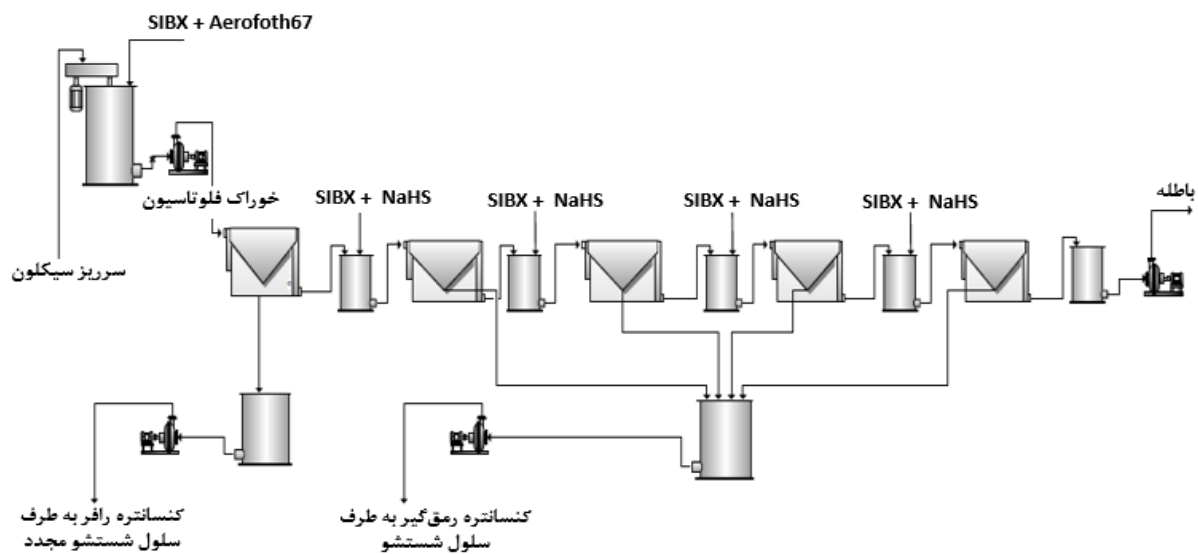 SIBX + Aerofoth67
خوراک فلوتاسیون
سرریز سیکلون
SIBX + NaHS
SIBX + NaHS
SIBX + NaHS
SIBX + NaHS
باطله
کنسانتره رافر به طرف
سلول شستشو مجدد
کنسانتره رمق‌گیر به طرف
سلول شستشو